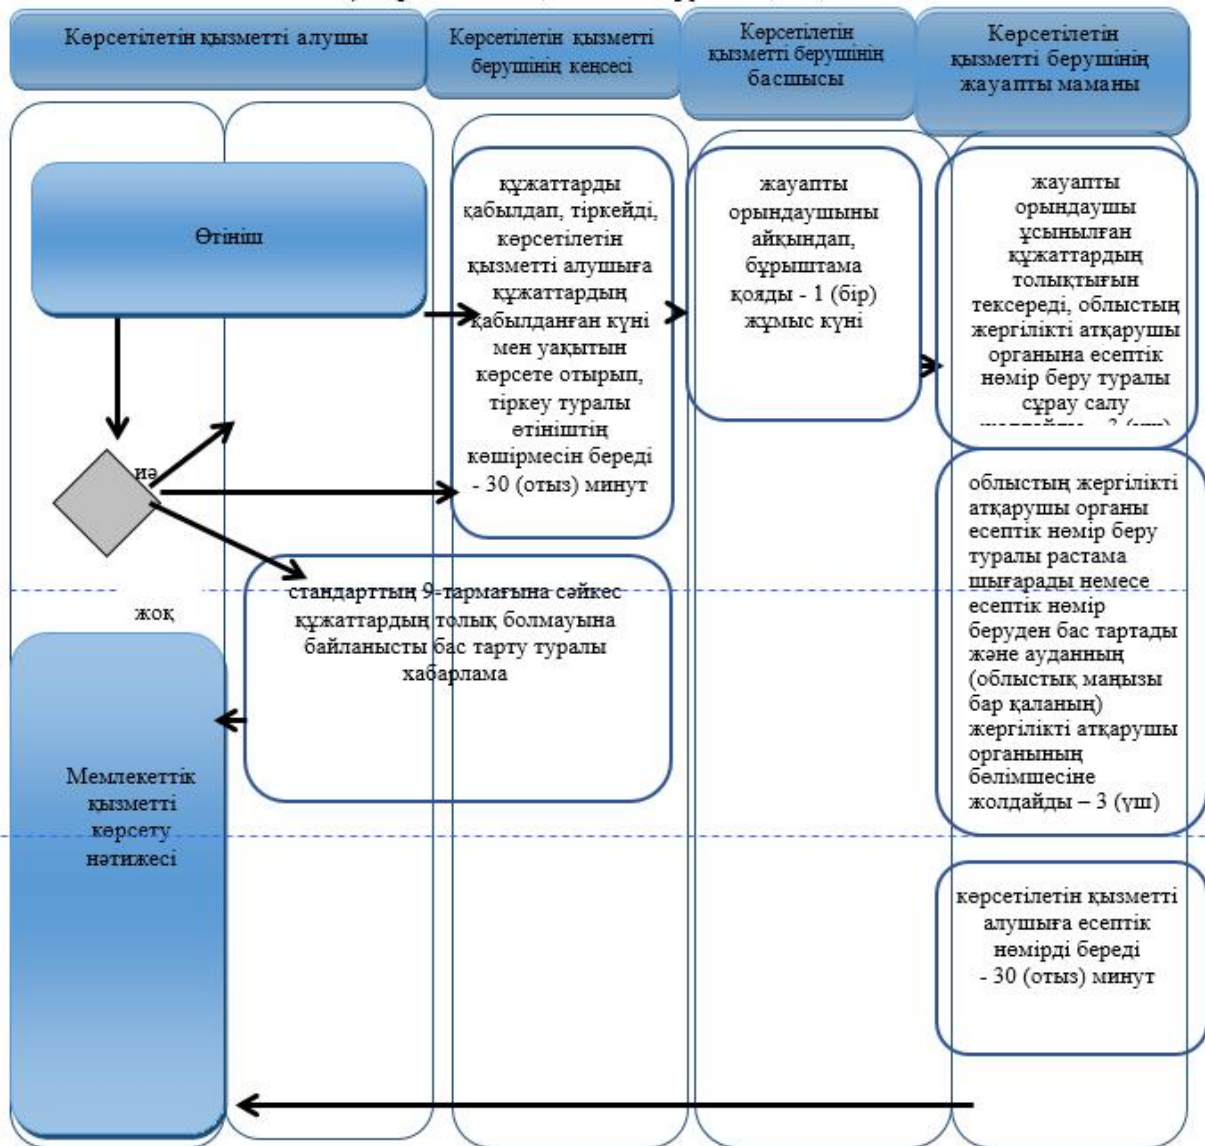 Көрсетілетін қызметті алушы
Көрсетілетін қызметті
берушінің кеңсесі
Көрсетілетін
қызметті берушінің
басшысы
Көрсетілетін
қызметті берушінің
жауапты маманы
Өтініш
құжаттарды
қабылдап, тіркейді,
көрсетілетін
қызметті алушыға
құжаттардың
қабылданған күні
мен уақытын
көрсете отырып,
тіркеу туралы
өтініштің
көшірмесін береді
- 30 (отыз) минут
жауапты
орындаушыны
айқындап,
бұрыштама
қояды - 1 (бір)
жұмыс күні
жауапты
орындаушы
ұсынылған
құжаттардың
толықтығын
тексереді, облыстың
жергілікті атқарушы
органына есептік
нөмір беру туралы
сұрау салу
иә
жоқ
стандарттың 9-тармағына сәйкес
құжаттардың толық болмауына
байланысты бас тарту туралы
хабарлама
облыстың жергілікті
атқарушы органы
есептік нөмір беру
туралы растама
шығарады немесе
есептік нөмір
беруден бас тартады
және ауданның
(облыстық маңызы
бар қаланың)
жергілікті атқарушы
органының
бөлімшесіне
жолдайды – 3 (үш)
Мемлекеттік
қызметті
көрсету
нәтижесі
көрсетілетін қызметті
алушыға есептік
нөмірді береді
- 30 (отыз) минут